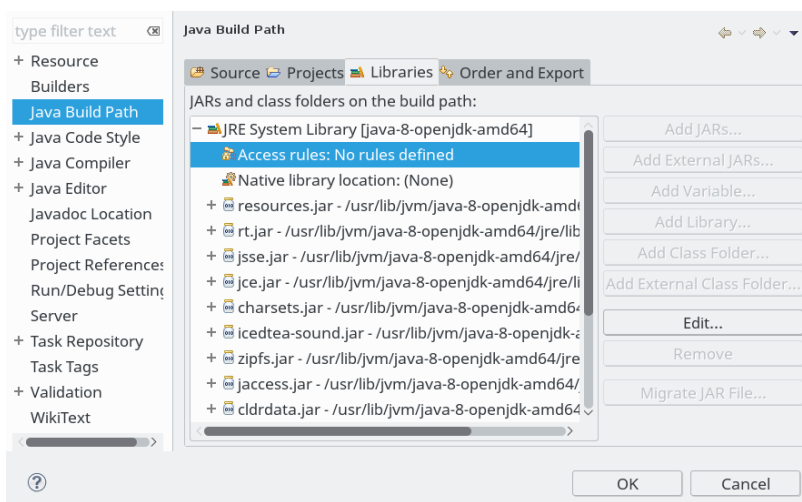 type filter text
Java Build Path
+ Resource
Builders
Java Build Path
+ Java Code Style
+ Java Compiler
+ Java Editor
Javadoc Location
Project Facets
Project References
Run/Debug Setting
Server
+ Task Repository
Task Tags
+ Validation
WikiText
Source Projects Libraries Order and Export
JARs and class folders on the build path:
− JRE System Library [java-8-openjdk-amd64]
Access rules: No rules defined
Native library location: (None)
+ resources.jar - /usr/lib/jvm/java-8-openjdk-amd6
+ rt.jar - /usr/lib/jvm/java-8-openjdk-amd64/jre/lib
+ jsse.jar - /usr/lib/jvm/java-8-openjdk-amd64/jre/
+ jce.jar - /usr/lib/jvm/java-8-openjdk-amd64/jre/li
+ charsets.jar - /usr/lib/jvm/java-8-openjdk-amd64
+ icedtea-sound.jar - /usr/lib/jvm/java-8-openjdk-a
+ zipfs.jar - /usr/lib/jvm/java-8-openjdk-amd64/jre
+ jaccess.jar - /usr/lib/jvm/java-8-openjdk-amd64/
+ cldrdata.jar - /usr/lib/jvm/java-8-openjdk-amd64
Add JARs...
Add External JARs...
Add Variable...
Add Library...
Add Class Folder...
Add External Class Folder...
Edit...
Remove
Migrate JAR File...
?
OK
Cancel